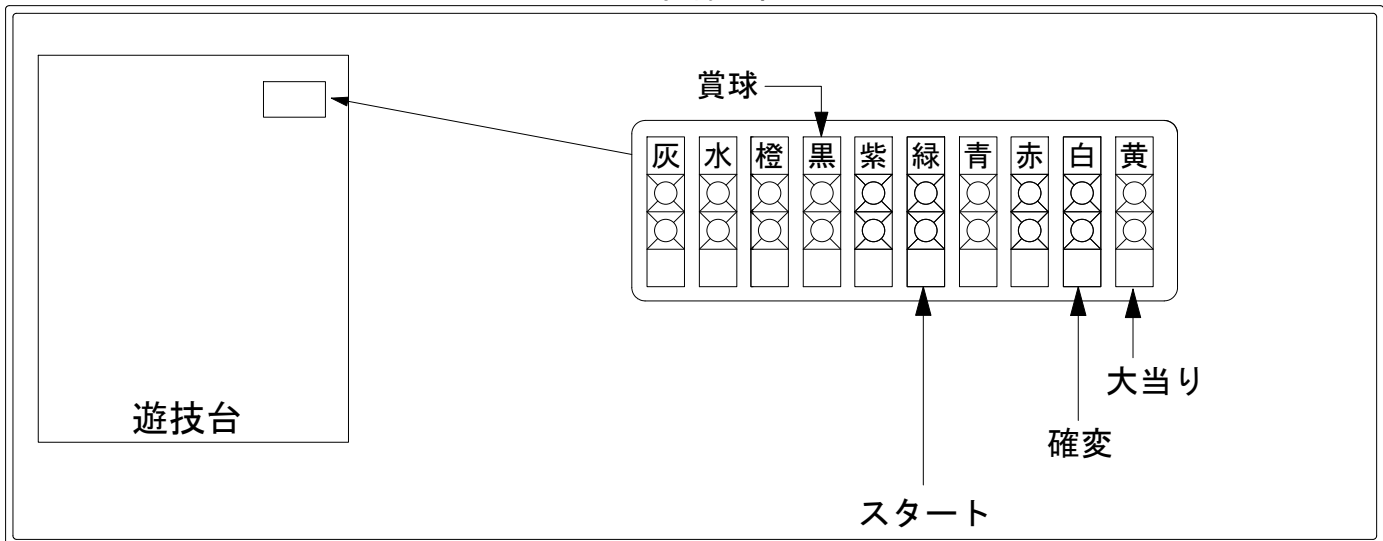 賞球
灰 水 橙 黒 紫 緑 青 赤 白 黄
大当り
遊技台
確変
スタート